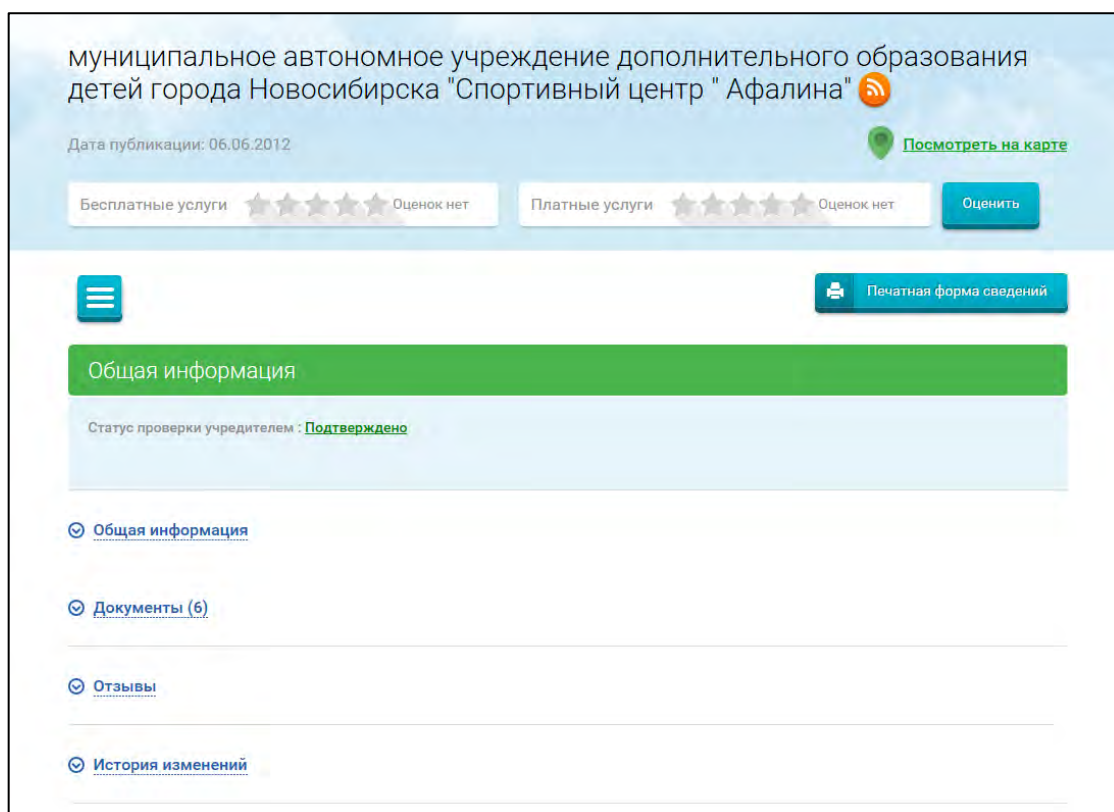 муниципальное автономное учреждение дополнительного образования
детей города Новосибирска "Спортивный центр " Афалина"
Дата публикации: 06.06.2012
Посмотреть на карте
Бесплатные услуги Оценок нет Платные услуги Оценок нет Оценить
Печатная форма сведений
Общая информация
Статус проверки учредителем : Подтверждено
Общая информация
Документы (6)
Отзывы
История изменений